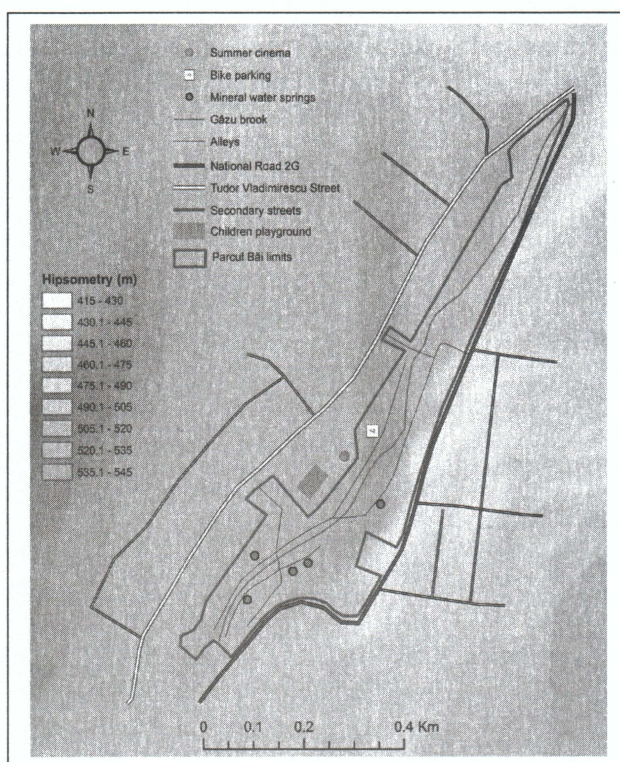 Summer cinema
Bike parking
Mineral water springs
Gâzu brook
Alleys
National Road 2G
Tudor Vladimirescu Street
Secondary streets
Children playground
Parcul Băi limits
N
W E
S
Hipsometry (m)
415 - 430
430.1 - 445
445.1 - 460
460.1 - 475
475.1 - 490
490.1 - 505
505.1 - 520
520.1 - 535
535.1 - 545
0 0.1 0.2 0.4 Km